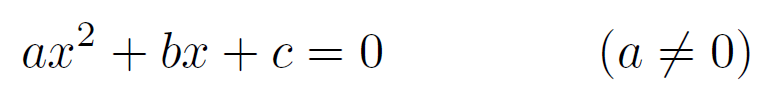 ax² + bx + c = 0 (a ≠ 0)